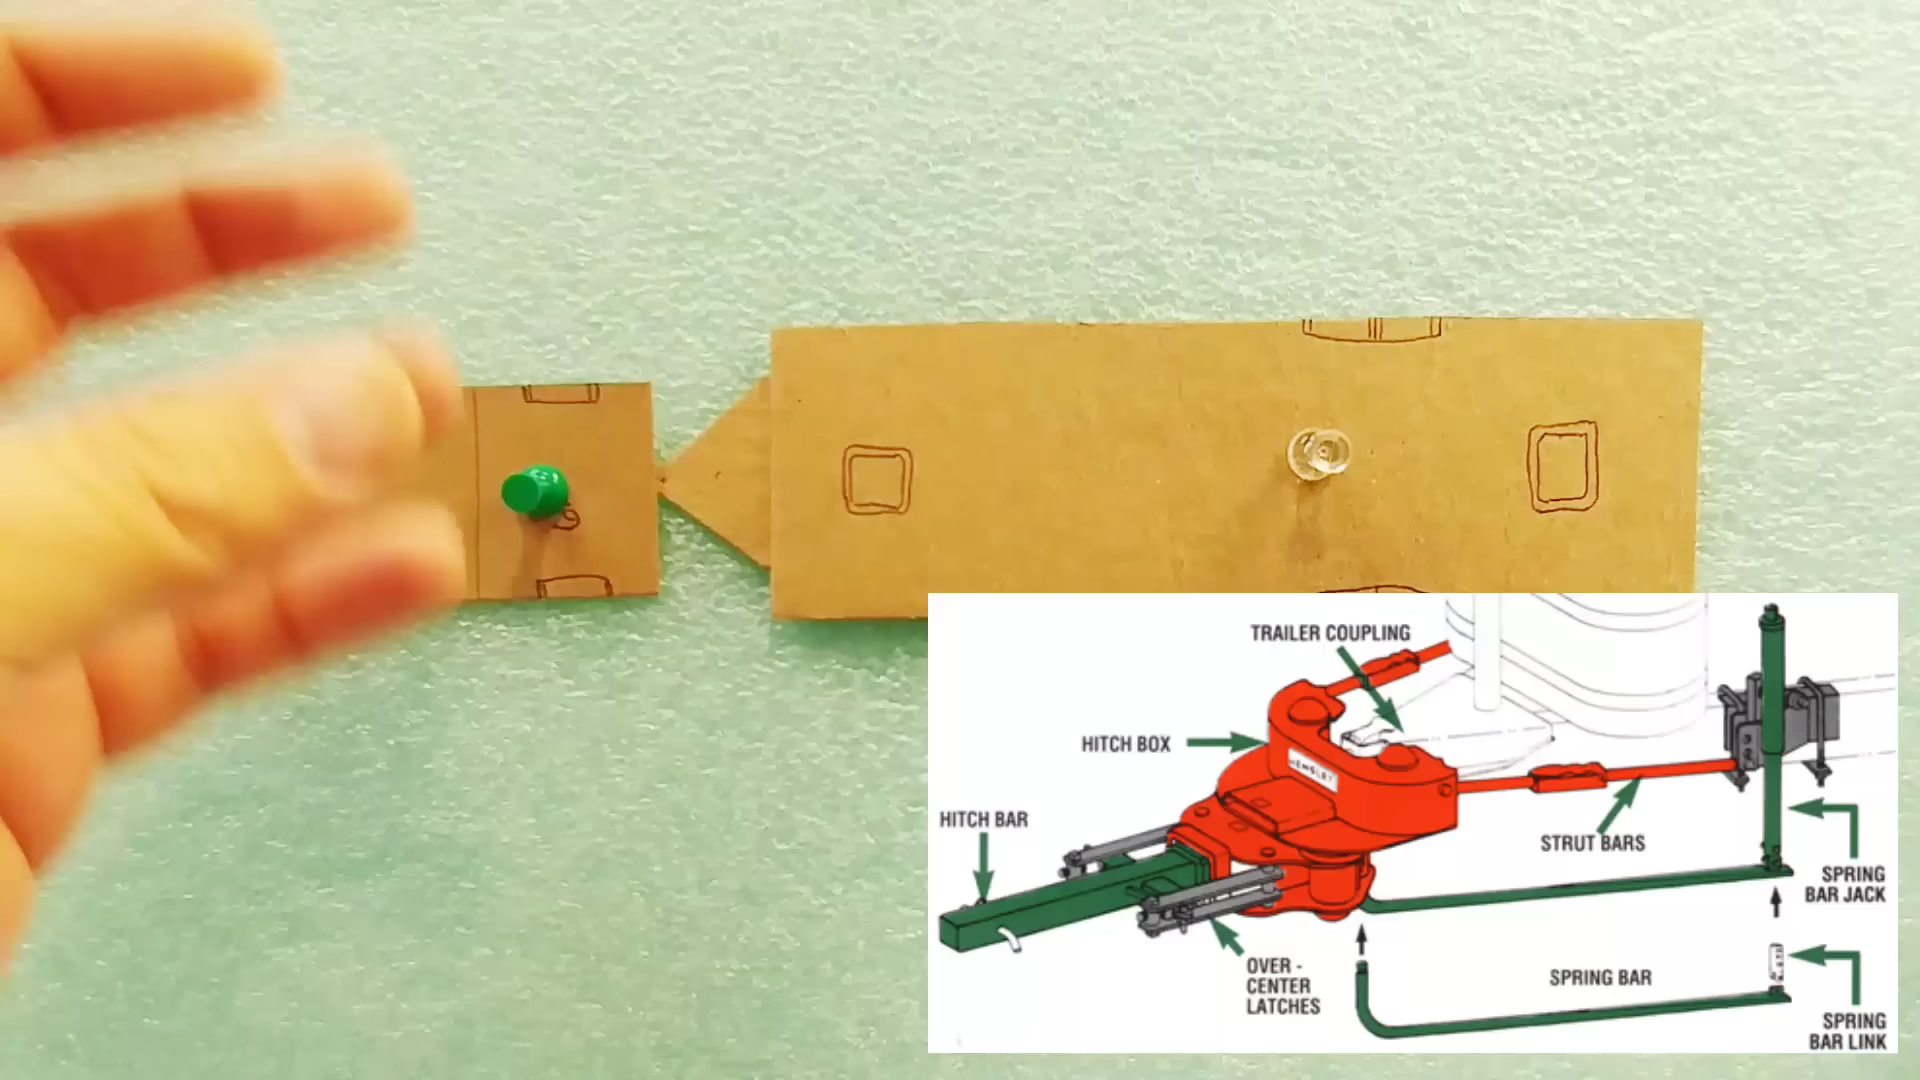 TRAILER COUPLING
HITCH BOX
HENSLEY
HITCH BAR
STRUT BARS
SPRING
BAR JACK
OVER -
CENTER
LATCHES
SPRING BAR
SPRING
BAR LINK